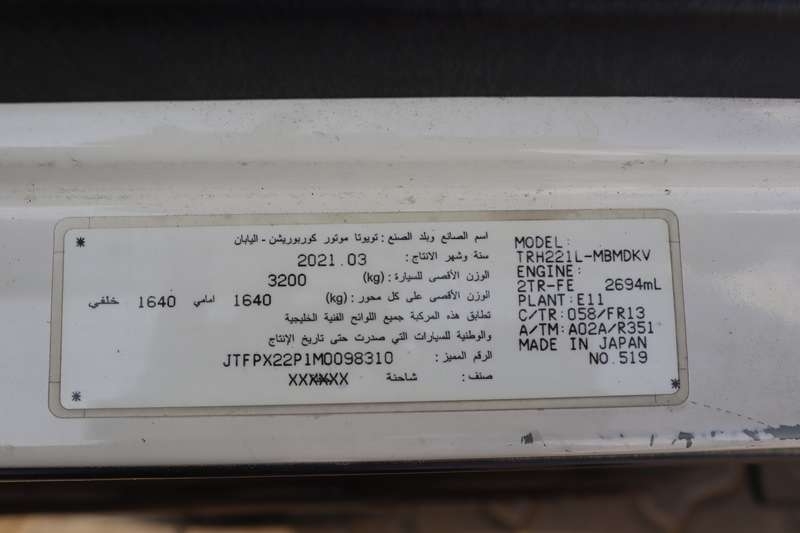 اسم الصانع وبلد الصنع : تويوتا موتور كوربوريشن - اليابان
سنة وشهر الانتاج : 2021.03
الوزن الأقصى للسيارة : (kg) 3200
الوزن الأقصى على كل محور : (kg) 1640 امامي 1640 خلفي
تطابق هذه المركبة جميع اللوائح الفنية الخليجية
والوطنية للسيارات التي صدرت حتى تاريخ الإنتاج
الرقم المميز : JTFPX22P1M0098310
صنف : شاحنة XXXXXX
MODEL:
TRH221L-MBMDKV
ENGINE:
2TR-FE 2694mL
PLANT:E11
C/TR:058/FR13
A/TM:A02A/R351
MADE IN JAPAN
NO.519